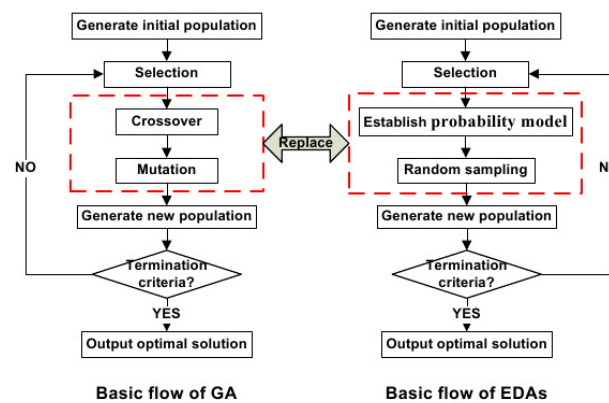 Generate initial population
Selection
Crossover
Mutation
Generate new population
Termination
criteria?
NO
YES
Output optimal solution
Basic flow of GA
Replace
Generate initial population
Selection
Establish probability model
Random sampling
Generate new population
Termination
criteria?
N
YES
Output optimal solution
Basic flow of EDAs